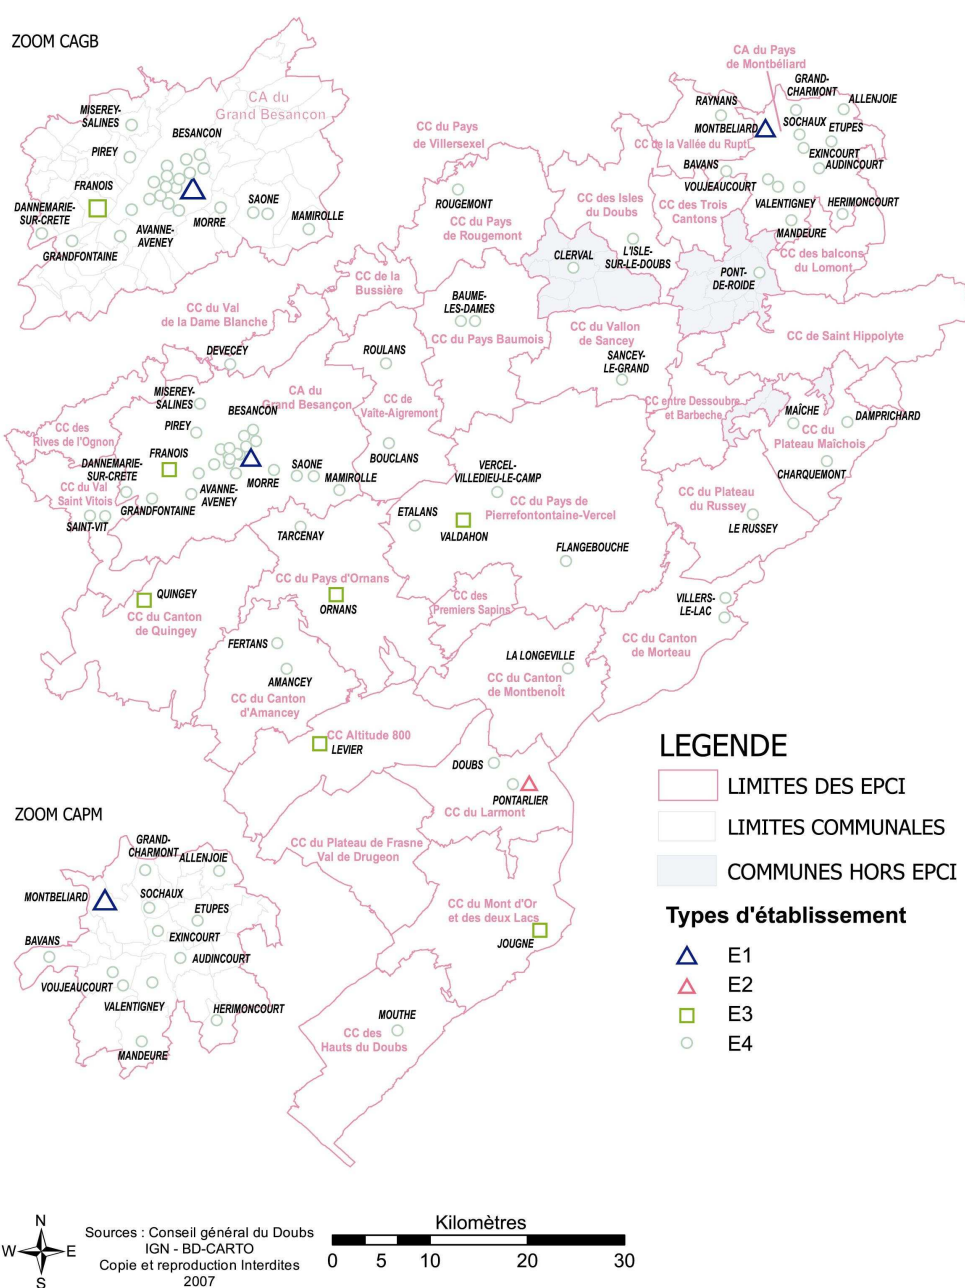 ZOOM CAGB
CA du
Grand Besançon
MISEREY-
SALINES
BESANCON
PIREY
FRANOIS
DANNEMARIE-
SUR-CRETE
SAONE
MORRE
MAMIROLLE
AVANNE-
AVENEY
GRANDFONTAINE
CC du Pays
de Villersexel
ROUGEMONT
CC du Pays
de Rougemont
CC des Isles
du Doubs
CLERVAL
L'ISLE-
SUR-LE-DOUBS
CA du Pays
de Montbéliard
GRAND-
CHARMONT
RAYNANS
ALLENJOIE
MONTBELIARD
SOCHAUX
ETUPES
CC de la Vallée du Rupt
EXINCOURT
BAVANS
AUDINCOURT
VOUJEAUCOURT
CC des Trois
Cantons
VALENTIGNEY
HERIMONCOURT
MANDEURE
CC des balcons
du Lomont
PONT-
DE-ROIDE
CC de Saint Hippolyte
CC de la
Bussière
BAUME-
LES-DAMES
CC du Pays Baumois
CC du Vallon
de Sancey
SANCEY-
LE-GRAND
CC du Val
de la Dame Blanche
DEVECEY
ROULANS
CC de
Vaîte-Aigremont
BOUCLANS
CC entre Dessoubre
et Barbeche
MAÎCHE
DAMPRICHARD
CC du
Plateau Maîchois
CHARQUEMONT
CC du Plateau
du Russey
LE RUSSEY
MISEREY-
SALINES
CA du
Grand Besançon
BESANCON
PIREY
CC des
Rives de l'Ognon
FRANOIS
DANNEMARIE-
SUR-CRETE
CC du Val
Saint Vitois
SAONE
MORRE
MAMIROLLE
AVANNE-
AVENEY
GRANDFONTAINE
SAINT-VIT
TARCENAY
VERCEL-
VILLEDIEU-LE-CAMP
CC du Pays de
Pierrefontontaine-Vercel
ETALANS
VALDAHON
FLANGEBOUCHE
QUINGEY
CC du Canton
de Quingey
CC du Pays d'Ornans
ORNANS
CC des
Premiers Sapins
VILLERS-
LE-LAC
CC du Canton
de Morteau
FERTANS
AMANCEY
CC du Canton
d'Amancey
LA LONGEVILLE
CC du Canton
de Montbenoît
CC Altitude 800
LEVIER
DOUBS
PONTARLIER
CC du Larmont
CC du Plateau de Frasne
Val de Drugeon
CC du Mont d'Or
et des deux Lacs
JOUGNE
MOUTHE
CC des
Hauts du Doubs
ZOOM CAPM
GRAND-
CHARMONT
ALLENJOIE
MONTBELIARD
SOCHAUX
ETUPES
EXINCOURT
BAVANS
AUDINCOURT
VOUJEAUCOURT
VALENTIGNEY
HERIMONCOURT
MANDEURE
LEGENDE
LIMITES DES EPCI
LIMITES COMMUNALES
COMMUNES HORS EPCI
Types d'établissement
E1
E2
E3
E4
N
W E
S
Sources : Conseil général du Doubs
IGN - BD-CARTO
Copie et reproduction Interdites
2007
Kilomètres
0 5 10 20 30